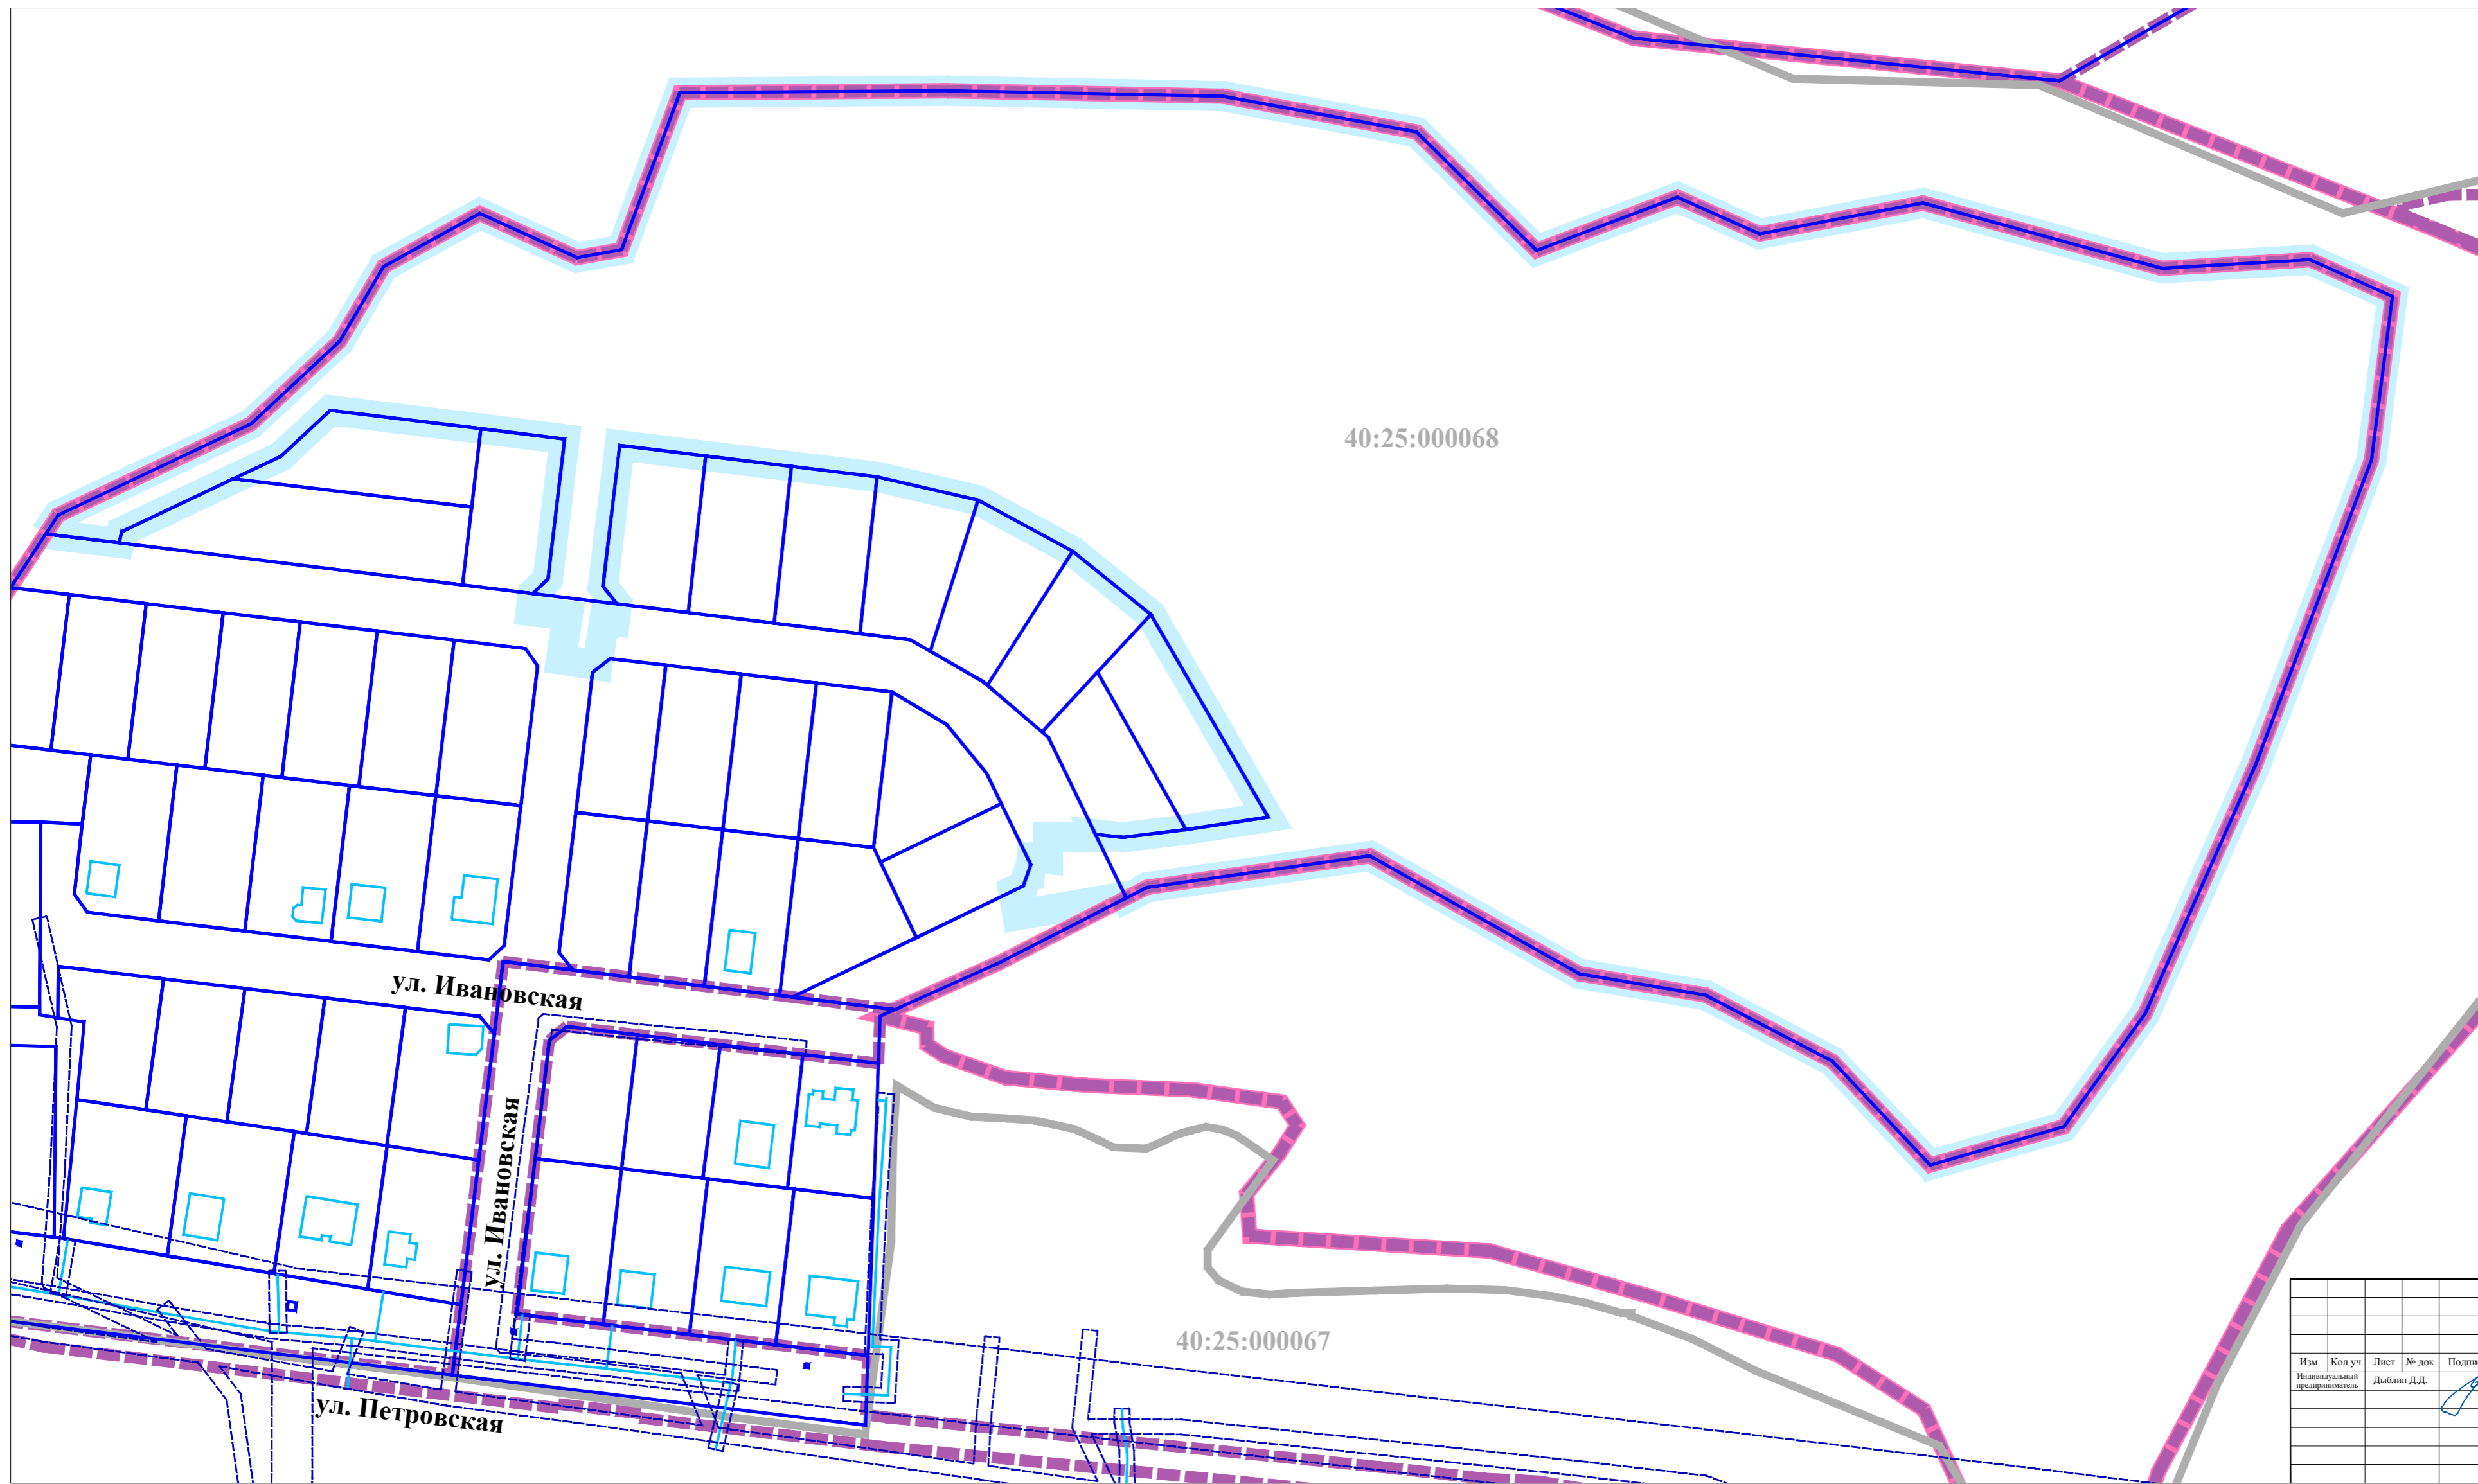 40:25:000068
ул. Ивановская
ул. Ивановская
40:25:000067
ул. Петровская
Изм. Кол.уч. Лист № док
Индивидуальный предприниматель Дыблин Д.Д.